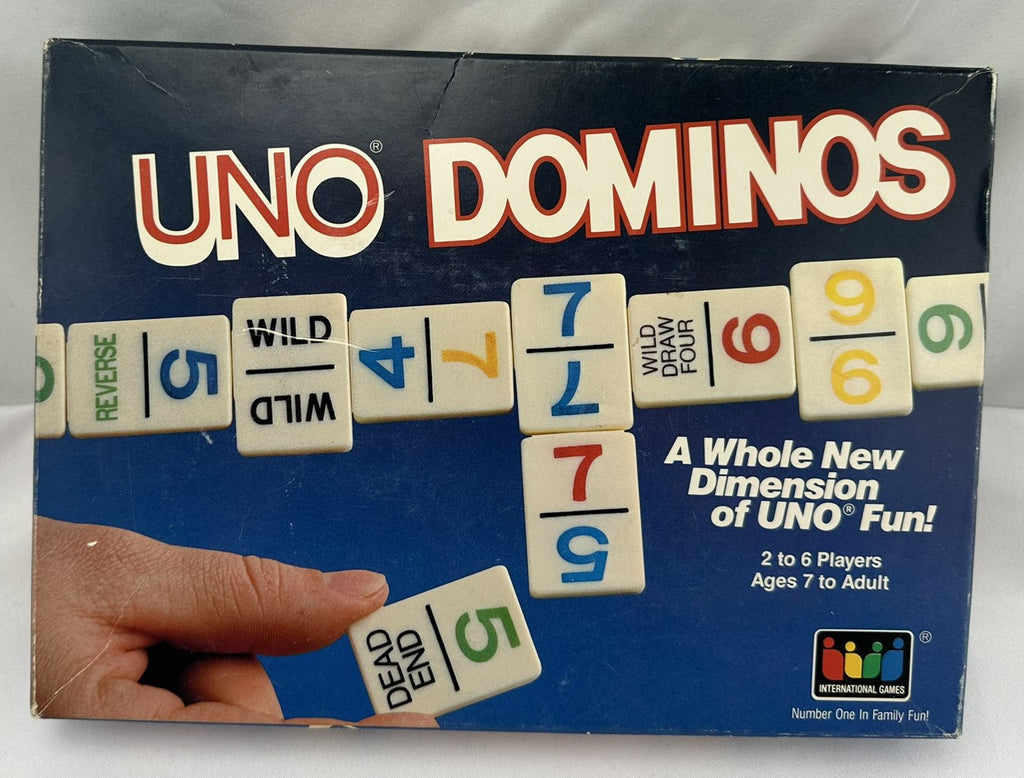 UNO® DOMINOS
REVERSE 5
WILD
WILD
4 7
7
7
WILD
DRAW
FOUR
6
9
6
6
7
5
A Whole New
Dimension
of UNO® Fun!
2 to 6 Players
Ages 7 to Adult
DEAD
END
5
INTERNATIONAL GAMES ®
Number One In Family Fun!